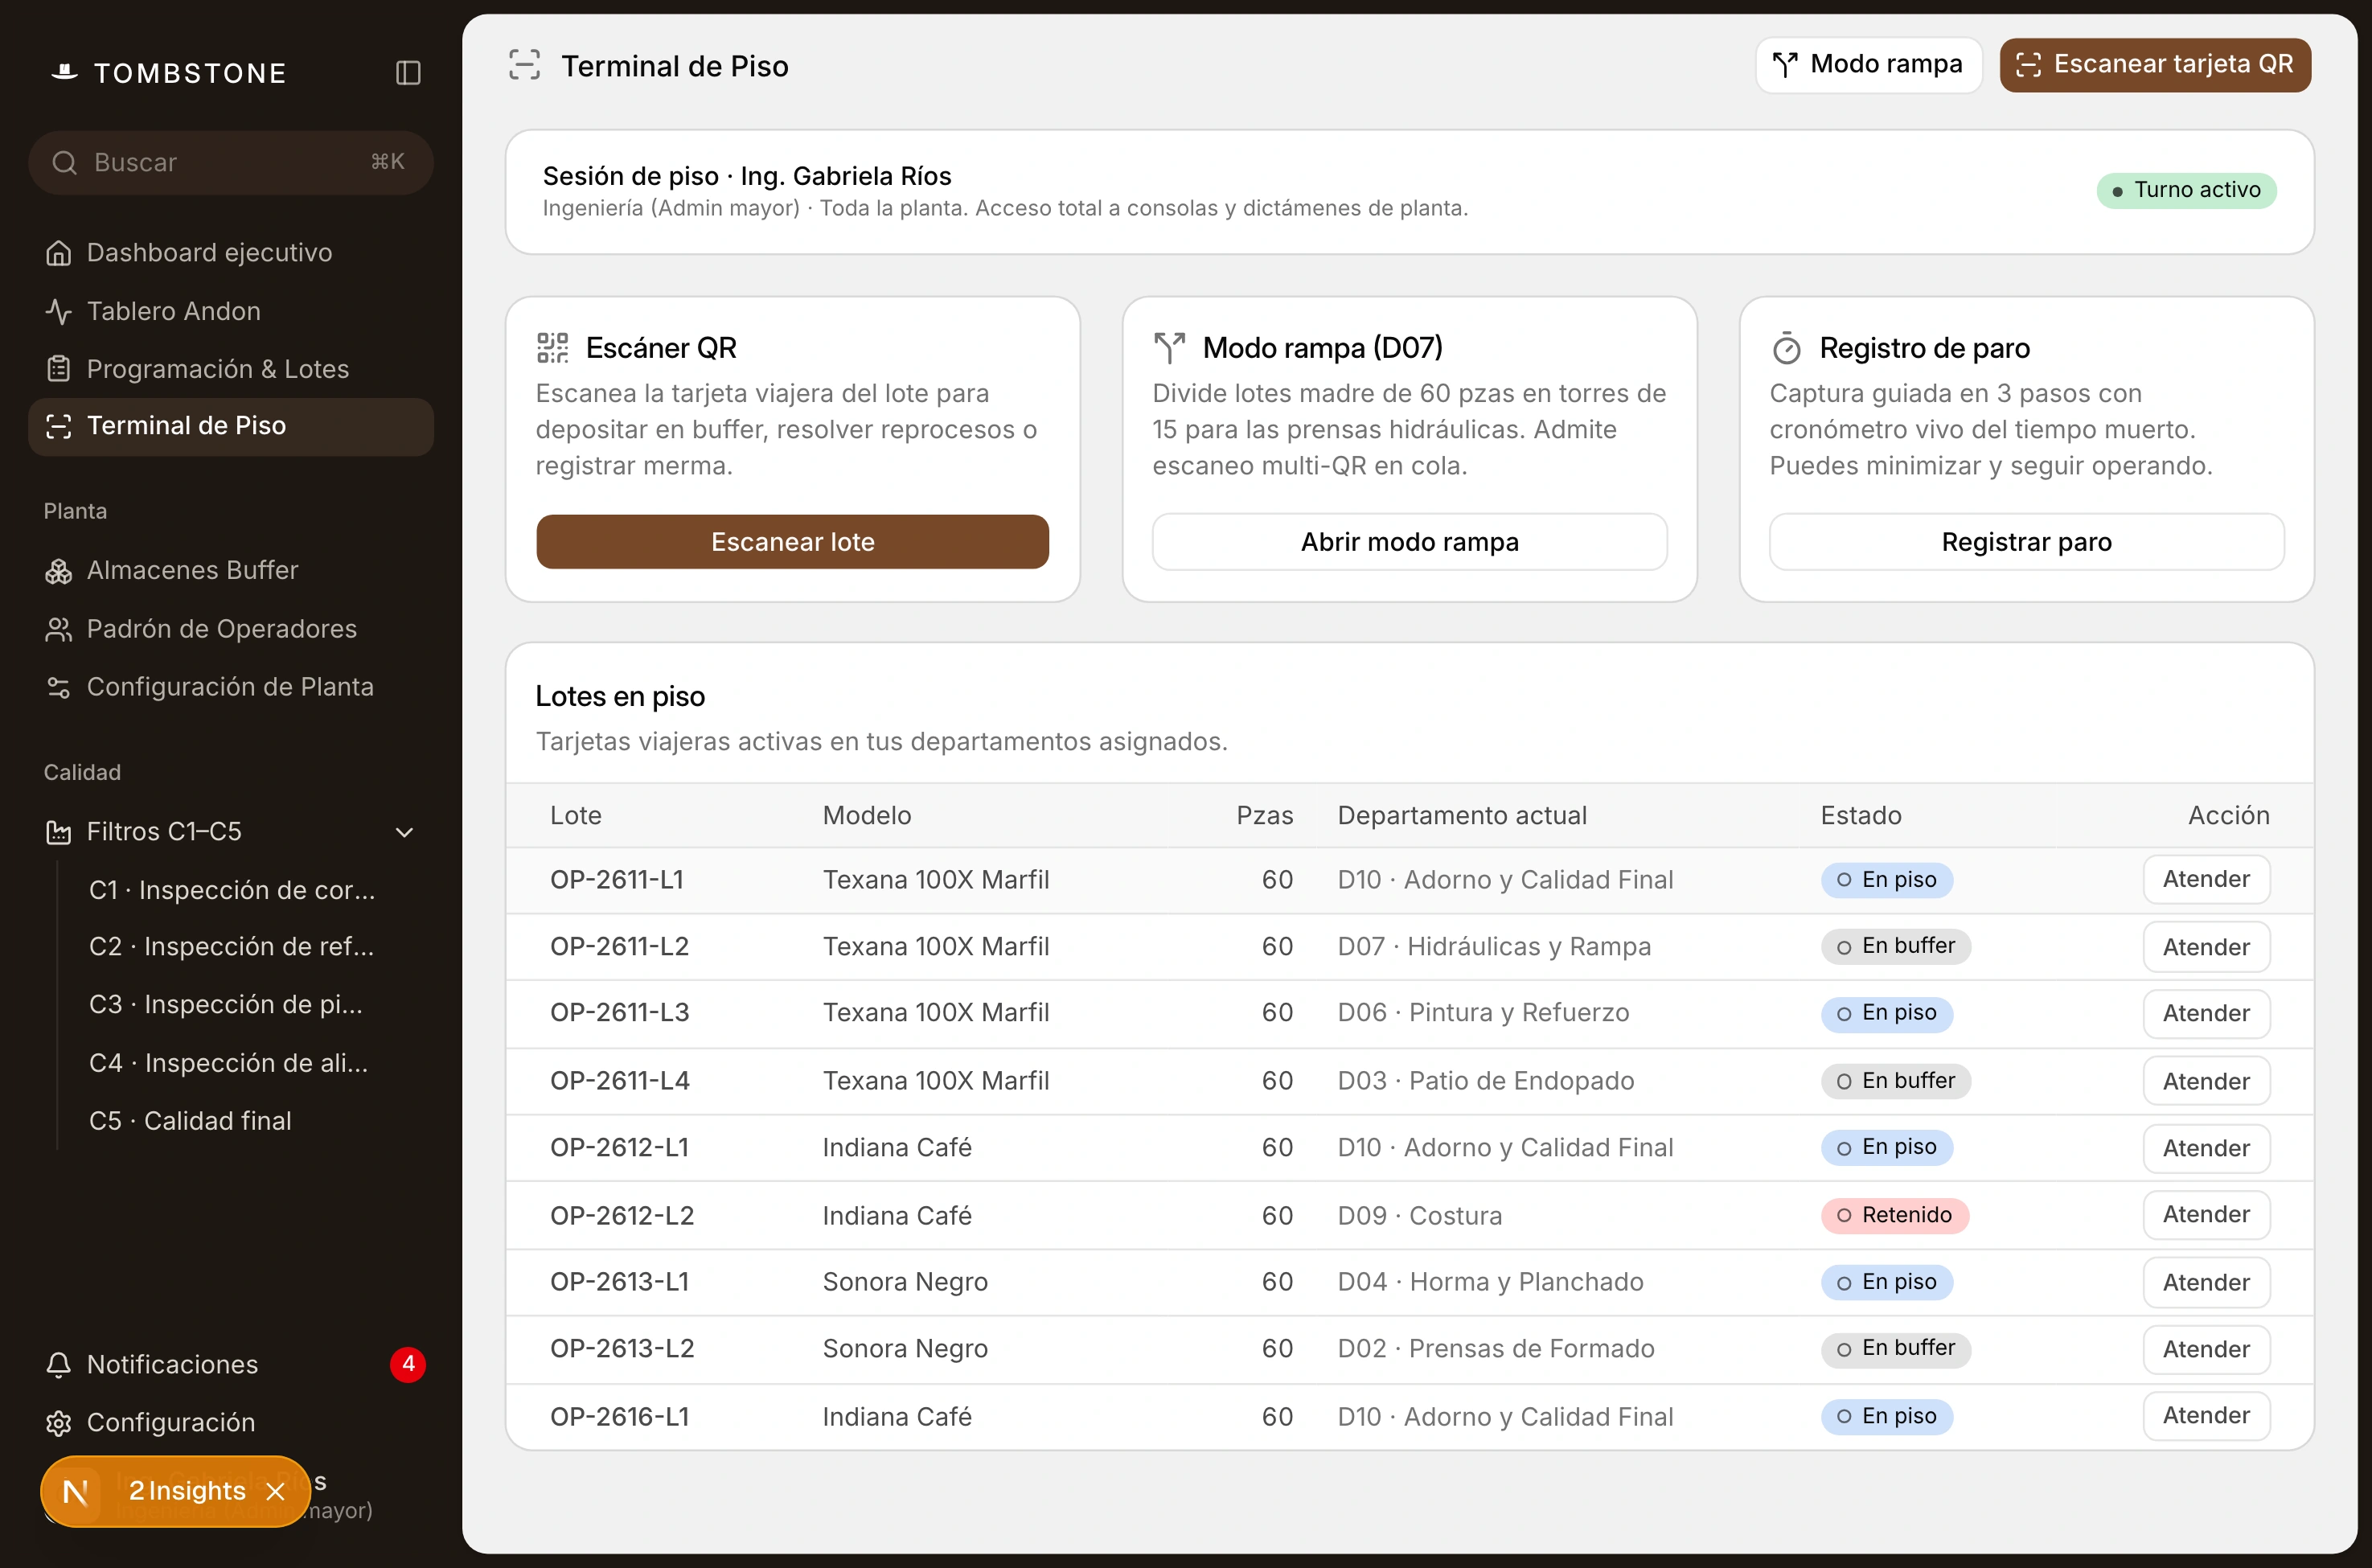 TOMBSTONE
Buscar ⌘K
Dashboard ejecutivo
Tablero Andon
Programación & Lotes
Terminal de Piso
Planta
Almacenes Buffer
Padrón de Operadores
Configuración de Planta
Calidad
Filtros C1–C5
C1 · Inspección de cor...
C2 · Inspección de ref...
C3 · Inspección de pi...
C4 · Inspección de ali...
C5 · Calidad final
Notificaciones 4
Configuración
N 2 Insights
mayor)
Terminal de Piso
Modo rampa
Escanear tarjeta QR
Sesión de piso · Ing. Gabriela Ríos
Ingeniería (Admin mayor) · Toda la planta. Acceso total a consolas y dictámenes de planta.
Turno activo
Escáner QR
Escanea la tarjeta viajera del lote para
depositar en buffer, resolver reprocesos o
registrar merma.
Escanear lote
Modo rampa (D07)
Divide lotes madre de 60 pzas en torres de
15 para las prensas hidráulicas. Admite
escaneo multi-QR en cola.
Abrir modo rampa
Registro de paro
Captura guiada en 3 pasos con
cronómetro vivo del tiempo muerto.
Puedes minimizar y seguir operando.
Registrar paro
Lotes en piso
Tarjetas viajeras activas en tus departamentos asignados.
Lote Modelo Pzas Departamento actual Estado Acción
OP-2611-L1 Texana 100X Marfil 60 D10 · Adorno y Calidad Final En piso Atender
OP-2611-L2 Texana 100X Marfil 60 D07 · Hidráulicas y Rampa En buffer Atender
OP-2611-L3 Texana 100X Marfil 60 D06 · Pintura y Refuerzo En piso Atender
OP-2611-L4 Texana 100X Marfil 60 D03 · Patio de Endopado En buffer Atender
OP-2612-L1 Indiana Café 60 D10 · Adorno y Calidad Final En piso Atender
OP-2612-L2 Indiana Café 60 D09 · Costura Retenido Atender
OP-2613-L1 Sonora Negro 60 D04 · Horma y Planchado En piso Atender
OP-2613-L2 Sonora Negro 60 D02 · Prensas de Formado En buffer Atender
OP-2616-L1 Indiana Café 60 D10 · Adorno y Calidad Final En piso Atender